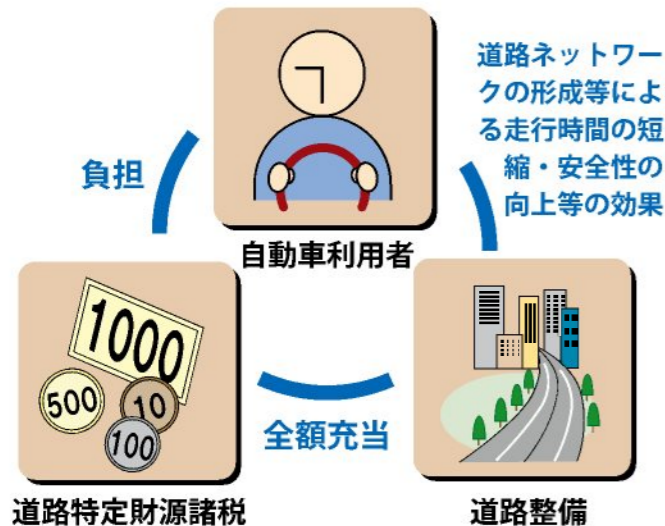 道路ネットワー
クの形成等によ
る走行時間の短
縮・安全性の
向上等の効果
負担
自動車利用者
1000
500
10
100
全額充当
道路特定財源諸税
道路整備